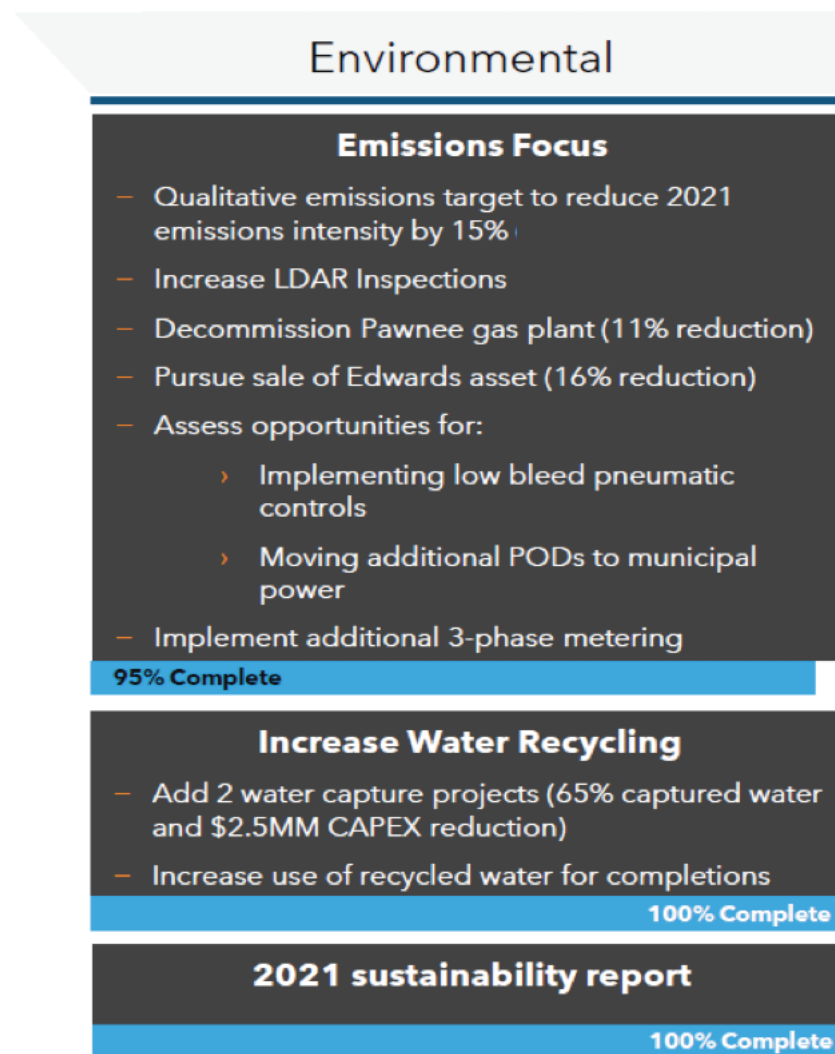 Environmental
Emissions Focus
– Qualitative emissions target to reduce 2021
emissions intensity by 15%
– Increase LDAR Inspections
– Decommission Pawnee gas plant (11% reduction)
– Pursue sale of Edwards asset (16% reduction)
– Assess opportunities for:
› Implementing low bleed pneumatic
controls
› Moving additional PODs to municipal
power
– Implement additional 3-phase metering
95% Complete
Increase Water Recycling
– Add 2 water capture projects (65% captured water
and $2.5MM CAPEX reduction)
– Increase use of recycled water for completions
100% Complete
2021 sustainability report
100% Complete